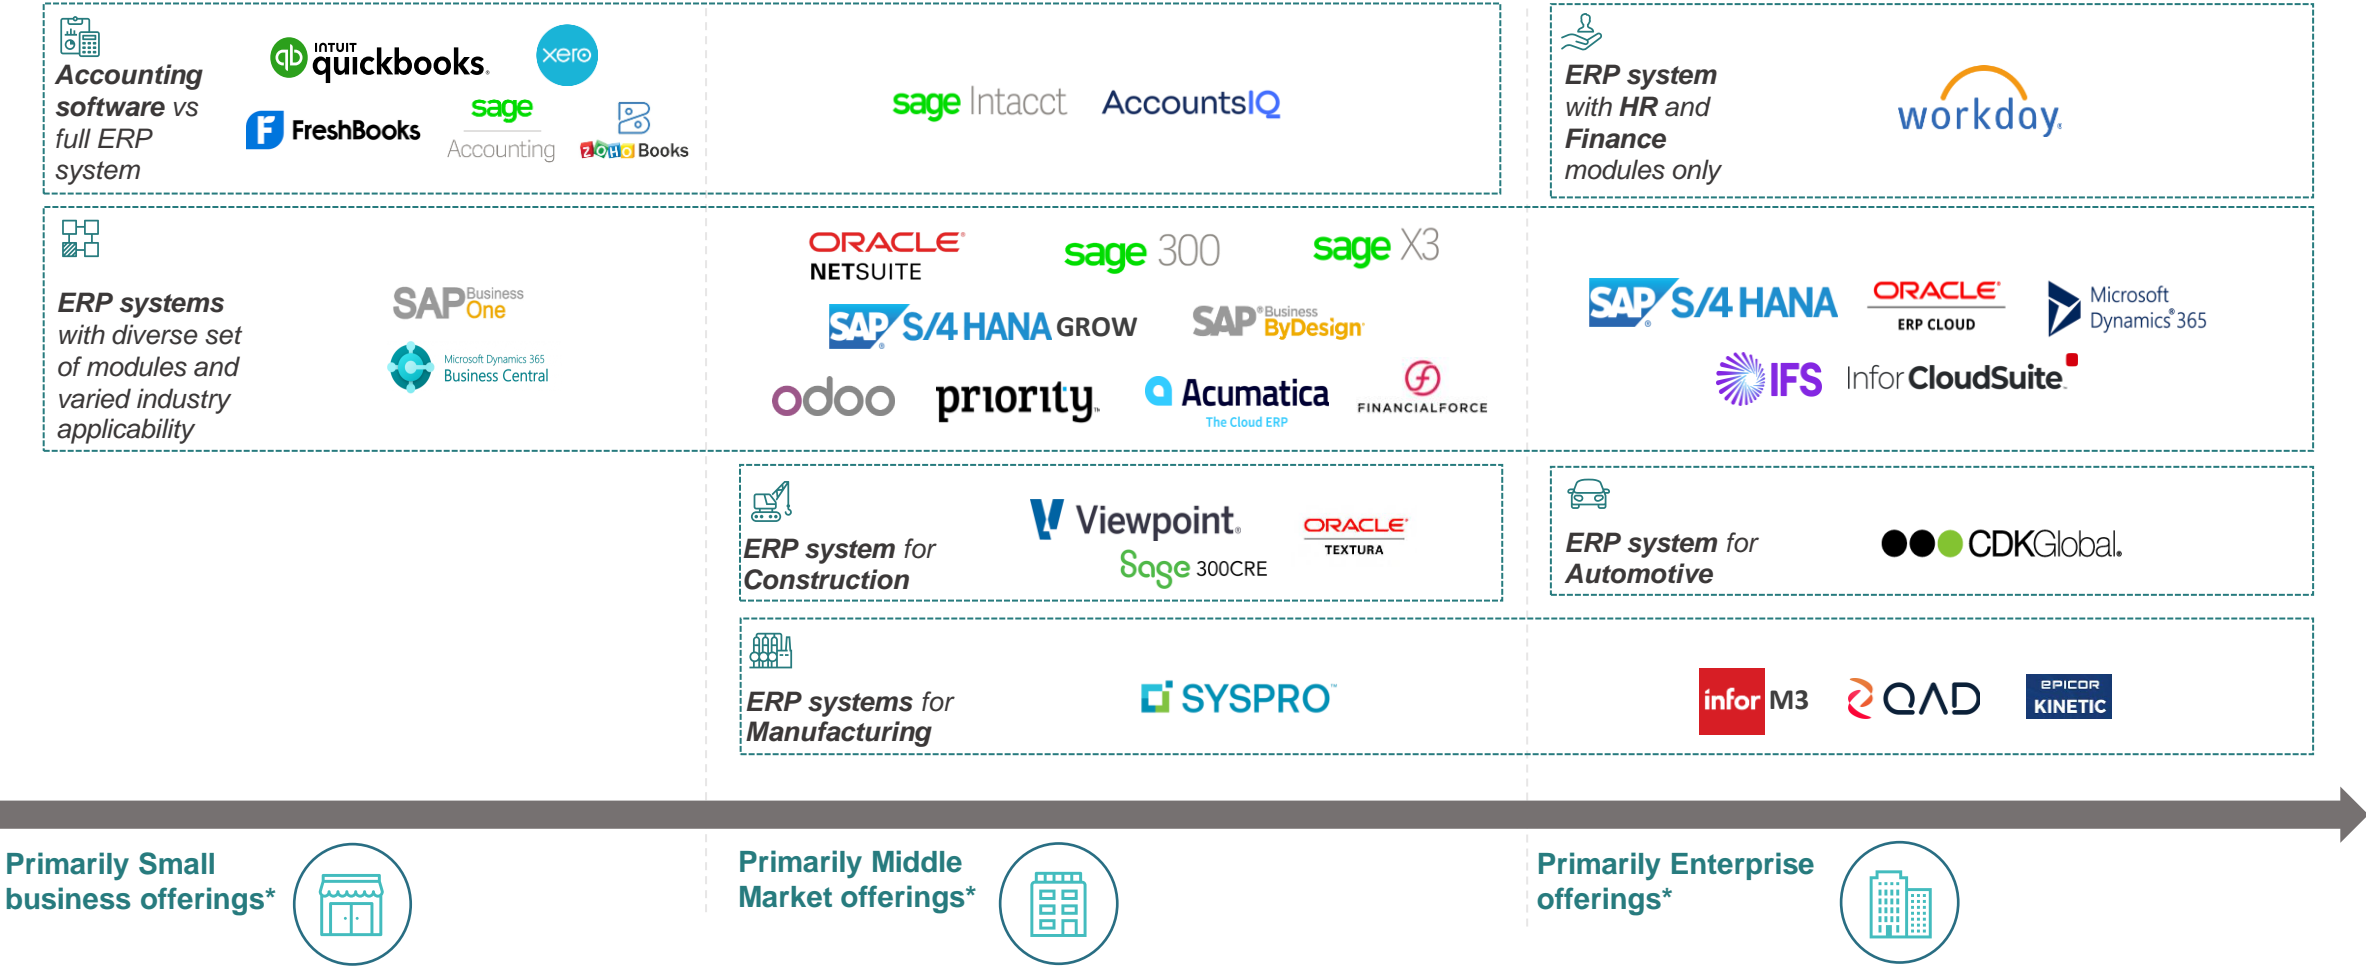 Accounting
software vs
full ERP
system
INTUIT
quickbooks.
xero
FreshBooks
sage
Accounting
ZOHO Books
sage Intacct
AccountsIQ
ERP system
with HR and
Finance
modules only
workday.
ERP systems
with diverse set
of modules and
varied industry
applicability
SAP Business
One
Microsoft Dynamics 365
Business Central
ORACLE
NETSUITE
sage 300
sage X3
SAP S/4 HANA GROW
SAP Business
ByDesign
odoo
priority
Acumatica
The Cloud ERP
FINANCIALFORCE
SAP S/4 HANA
ORACLE
ERP CLOUD
Microsoft
Dynamics 365
IFS
Infor CloudSuite
ERP system for
Construction
Viewpoint.
ORACLE
TEXTURA
Sage 300CRE
ERP system for
Automotive
CDKGlobal.
ERP systems for
Manufacturing
SYSPRO™
infor M3
QAD
EPICOR
KINETIC
Primarily Small
business offerings*
Primarily Middle
Market offerings*
Primarily Enterprise
offerings*